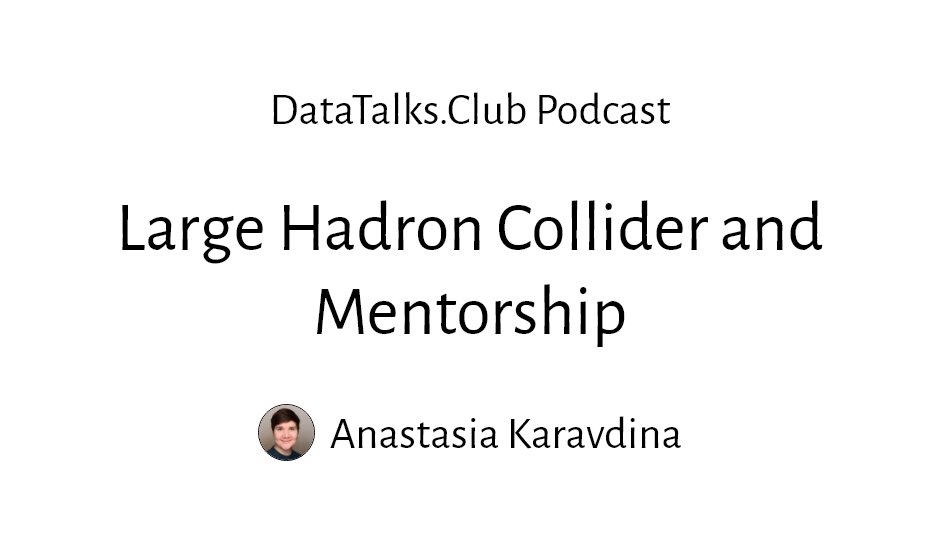 DataTalks.Club Podcast
Large Hadron Collider and
Mentorship
Anastasia Karavdina